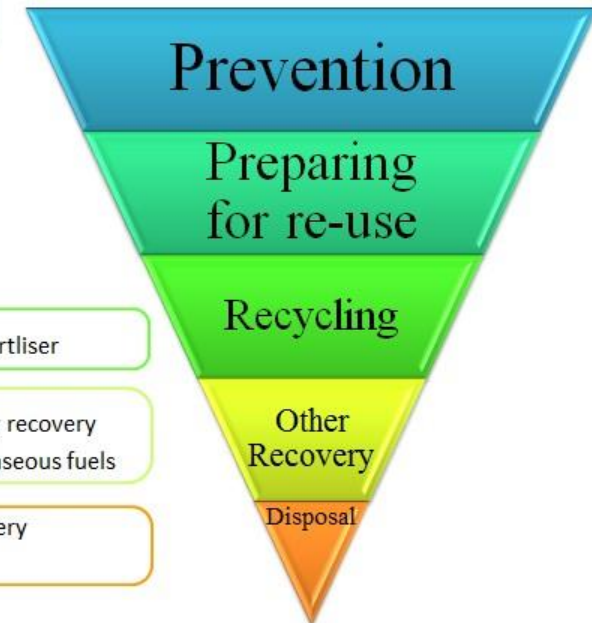 Prevention
Preparing
for re-use
Recycling
rtliser
Other
Recovery
recovery
seous fuels
Disposal
ery